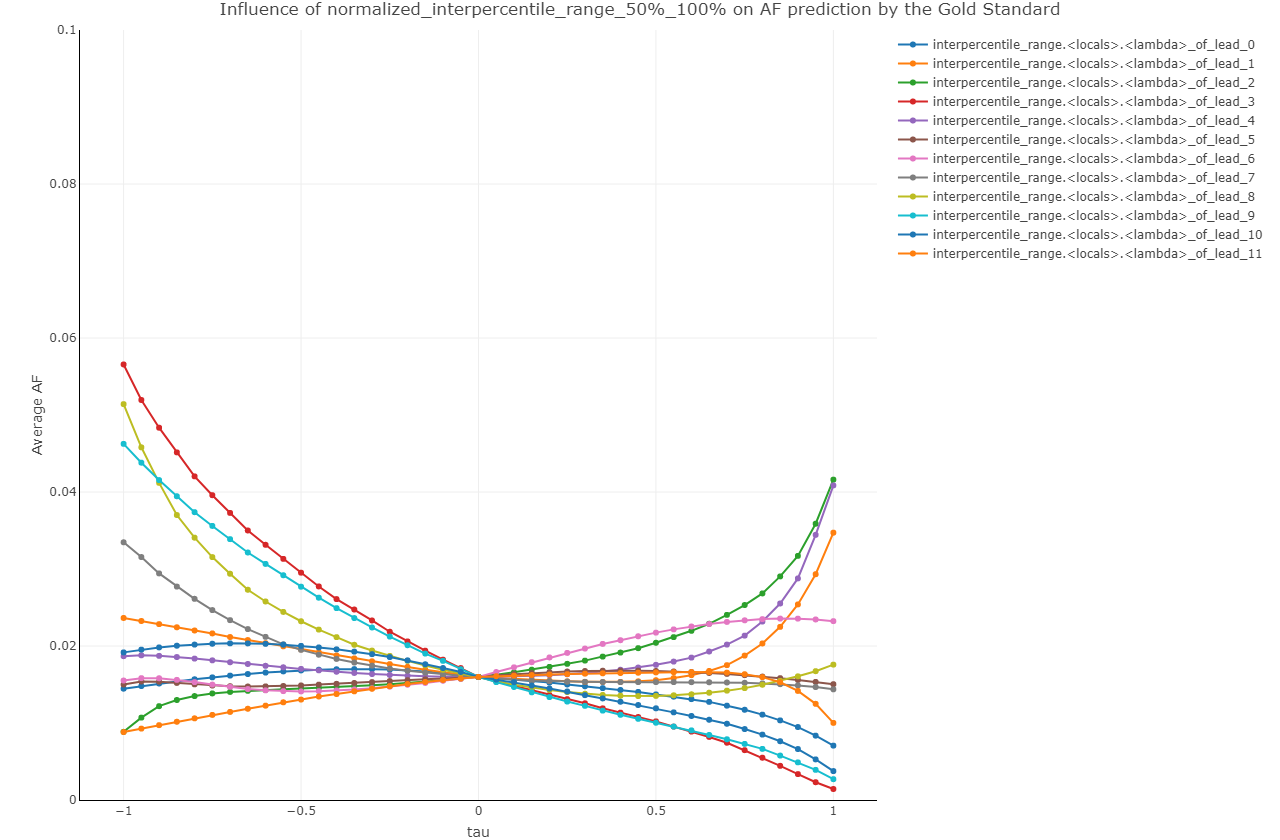 Influence of normalized_interpercentile_range_50%_100% on AF prediction by the Gold Standard
0.1
0.08
0.06
0.04
0.02
0
Average AF
−1
−0.5
0
0.5
1
tau
interpercentile_range.<locals>.<lambda>_of_lead_0
interpercentile_range.<locals>.<lambda>_of_lead_1
interpercentile_range.<locals>.<lambda>_of_lead_2
interpercentile_range.<locals>.<lambda>_of_lead_3
interpercentile_range.<locals>.<lambda>_of_lead_4
interpercentile_range.<locals>.<lambda>_of_lead_5
interpercentile_range.<locals>.<lambda>_of_lead_6
interpercentile_range.<locals>.<lambda>_of_lead_7
interpercentile_range.<locals>.<lambda>_of_lead_8
interpercentile_range.<locals>.<lambda>_of_lead_9
interpercentile_range.<locals>.<lambda>_of_lead_10
interpercentile_range.<locals>.<lambda>_of_lead_11